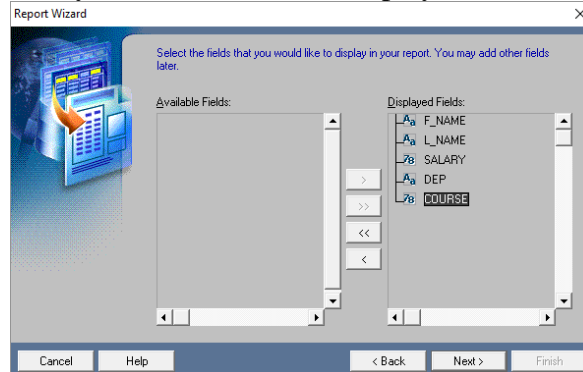 Report Wizard
Select the fields that you would like to display in your report. You may add other fields
later.
Available Fields:
Displayed Fields:
F_NAME
L_NAME
SALARY
DEP
COURSE
>
>>
<<
<
Cancel
Help
< Back
Next >
Finish